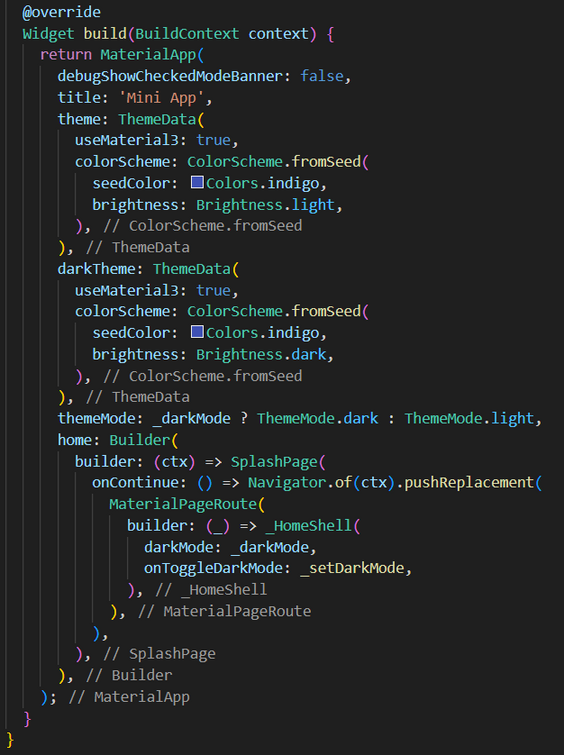 @override
Widget build(BuildContext context) {
  return MaterialApp(
    debugShowCheckedModeBanner: false,
    title: 'Mini App',
    theme: ThemeData(
      useMaterial3: true,
      colorScheme: ColorScheme.fromSeed(
        seedColor: Colors.indigo,
        brightness: Brightness.light,
      ), // ColorScheme.fromSeed
    ), // ThemeData
    darkTheme: ThemeData(
      useMaterial3: true,
      colorScheme: ColorScheme.fromSeed(
        seedColor: Colors.indigo,
        brightness: Brightness.dark,
      ), // ColorScheme.fromSeed
    ), // ThemeData
    themeMode: _darkMode ? ThemeMode.dark : ThemeMode.light,
    home: Builder(
      builder: (ctx) => SplashPage(
        onContinue: () => Navigator.of(ctx).pushReplacement(
          MaterialPageRoute(
            builder: (_) => _HomeShell(
              darkMode: _darkMode,
              onToggleDarkMode: _setDarkMode,
            ), // _HomeShell
          ), // MaterialPageRoute
        ),
      ), // SplashPage
    ), // Builder
  ); // MaterialApp
}
}